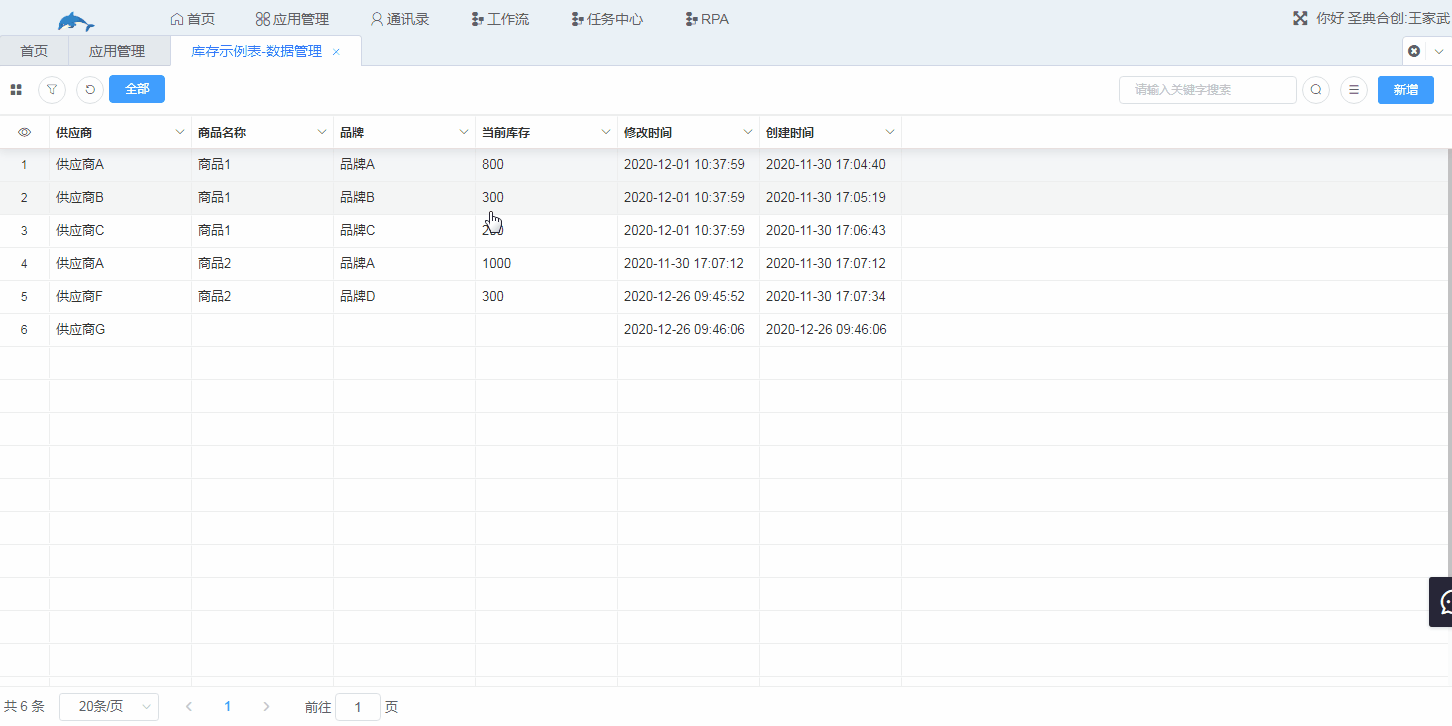 首页 应用管理 通讯录 工作流 任务中心 RPA 你好 圣典合创:王家武
首页 应用管理 库存示例表-数据管理
全部 请输入关键字搜索 新增
供应商 商品名称 品牌 当前库存 修改时间 创建时间
1 供应商A 商品1 品牌A 800 2020-12-01 10:37:59 2020-11-30 17:04:40
2 供应商B 商品1 品牌B 300 2020-12-01 10:37:59 2020-11-30 17:05:19
3 供应商C 商品1 品牌C 2020-12-01 10:37:59 2020-11-30 17:06:43
4 供应商A 商品2 品牌A 1000 2020-11-30 17:07:12 2020-11-30 17:07:12
5 供应商F 商品2 品牌D 300 2020-12-26 09:45:52 2020-11-30 17:07:34
6 供应商G 2020-12-26 09:46:06 2020-12-26 09:46:06
共 6 条 20条/页 1 前往 1 页